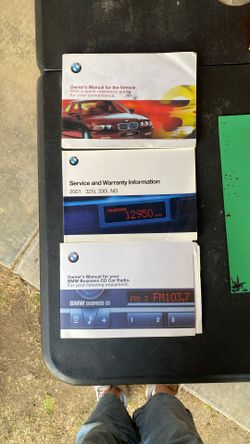 Owner's Manual for the Vehicle.
With a quick reference guide
for your convenience.
Service and Warranty Information
2001 325i, 330i, M3
12950
Owner's Manual for your
BMW Business CD Car Radio.
For your listening enjoyment.
FM 3 FM103.7
BMW BUSINESS CD
1 2 3